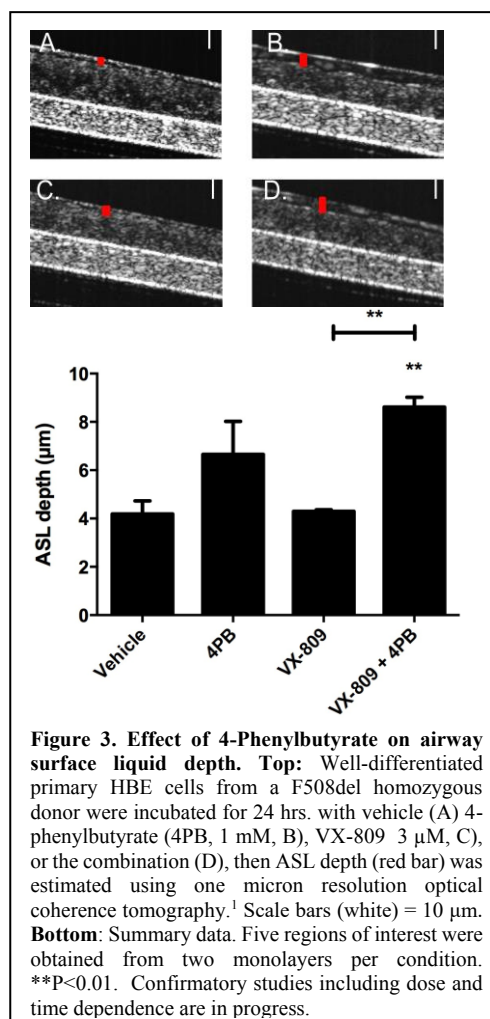 A. B.
C. D.
**
**
10
8
6
4
2
0
ASL depth (µm)
Vehicle
4PB
VX-809
VX-809 + 4PB
Figure 3. Effect of 4-Phenylbutyrate on airway
surface liquid depth. Top: Well-differentiated
primary HBE cells from a F508del homozygous
donor were incubated for 24 hrs. with vehicle (A) 4-
phenylbutyrate (4PB, 1 mM, B), VX-809 3 µM, C),
or the combination (D), then ASL depth (red bar) was
estimated using one micron resolution optical
coherence tomography.¹ Scale bars (white) = 10 µm.
Bottom: Summary data. Five regions of interest were
obtained from two monolayers per condition.
**P<0.01. Confirmatory studies including dose and
time dependence are in progress.